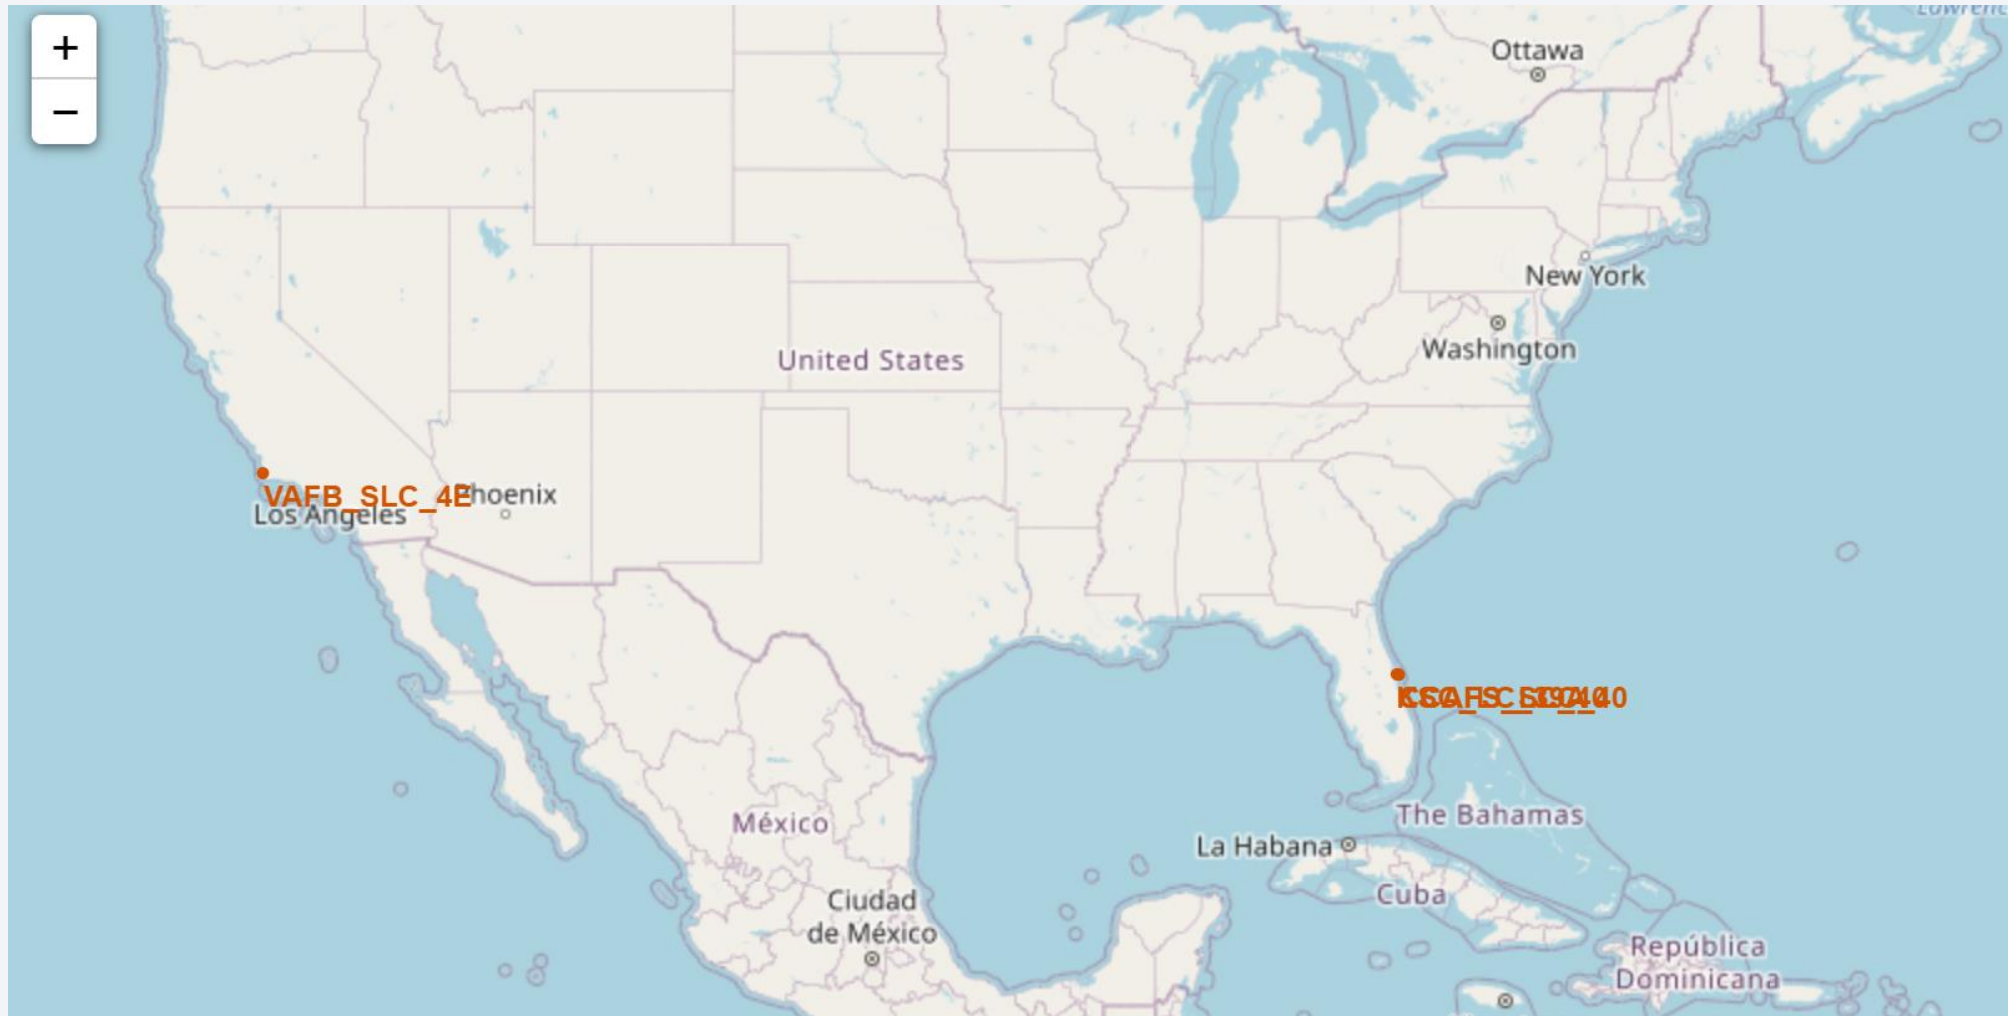 Lawrenc
+
−
Ottawa
New York
Washington
United States
VAFB_SLC_4E
Phoenix
Los Angeles
The Bahamas
México
La Habana
Cuba
Ciudad
de México
República
Dominicana